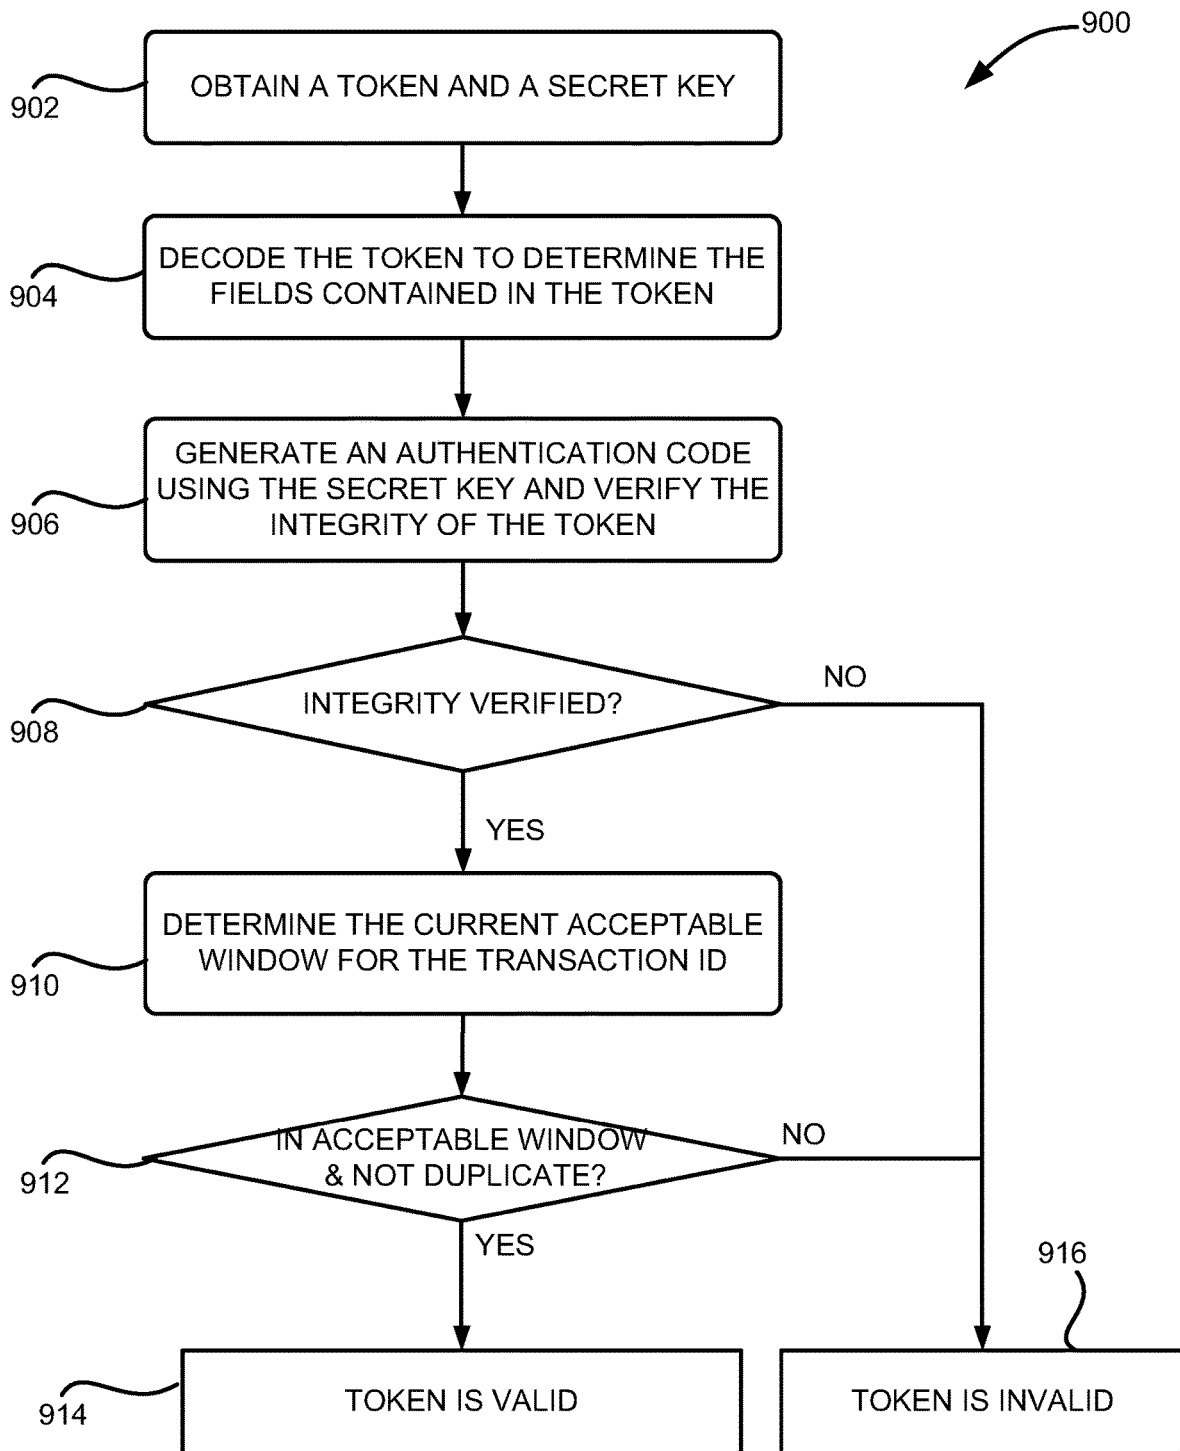 900
902
OBTAIN A TOKEN AND A SECRET KEY
904
DECODE THE TOKEN TO DETERMINE THE
FIELDS CONTAINED IN THE TOKEN
906
GENERATE AN AUTHENTICATION CODE
USING THE SECRET KEY AND VERIFY THE
INTEGRITY OF THE TOKEN
908
INTEGRITY VERIFIED?
NO
YES
910
DETERMINE THE CURRENT ACCEPTABLE
WINDOW FOR THE TRANSACTION ID
912
IN ACCEPTABLE WINDOW
& NOT DUPLICATE?
NO
YES
914
TOKEN IS VALID
916
TOKEN IS INVALID